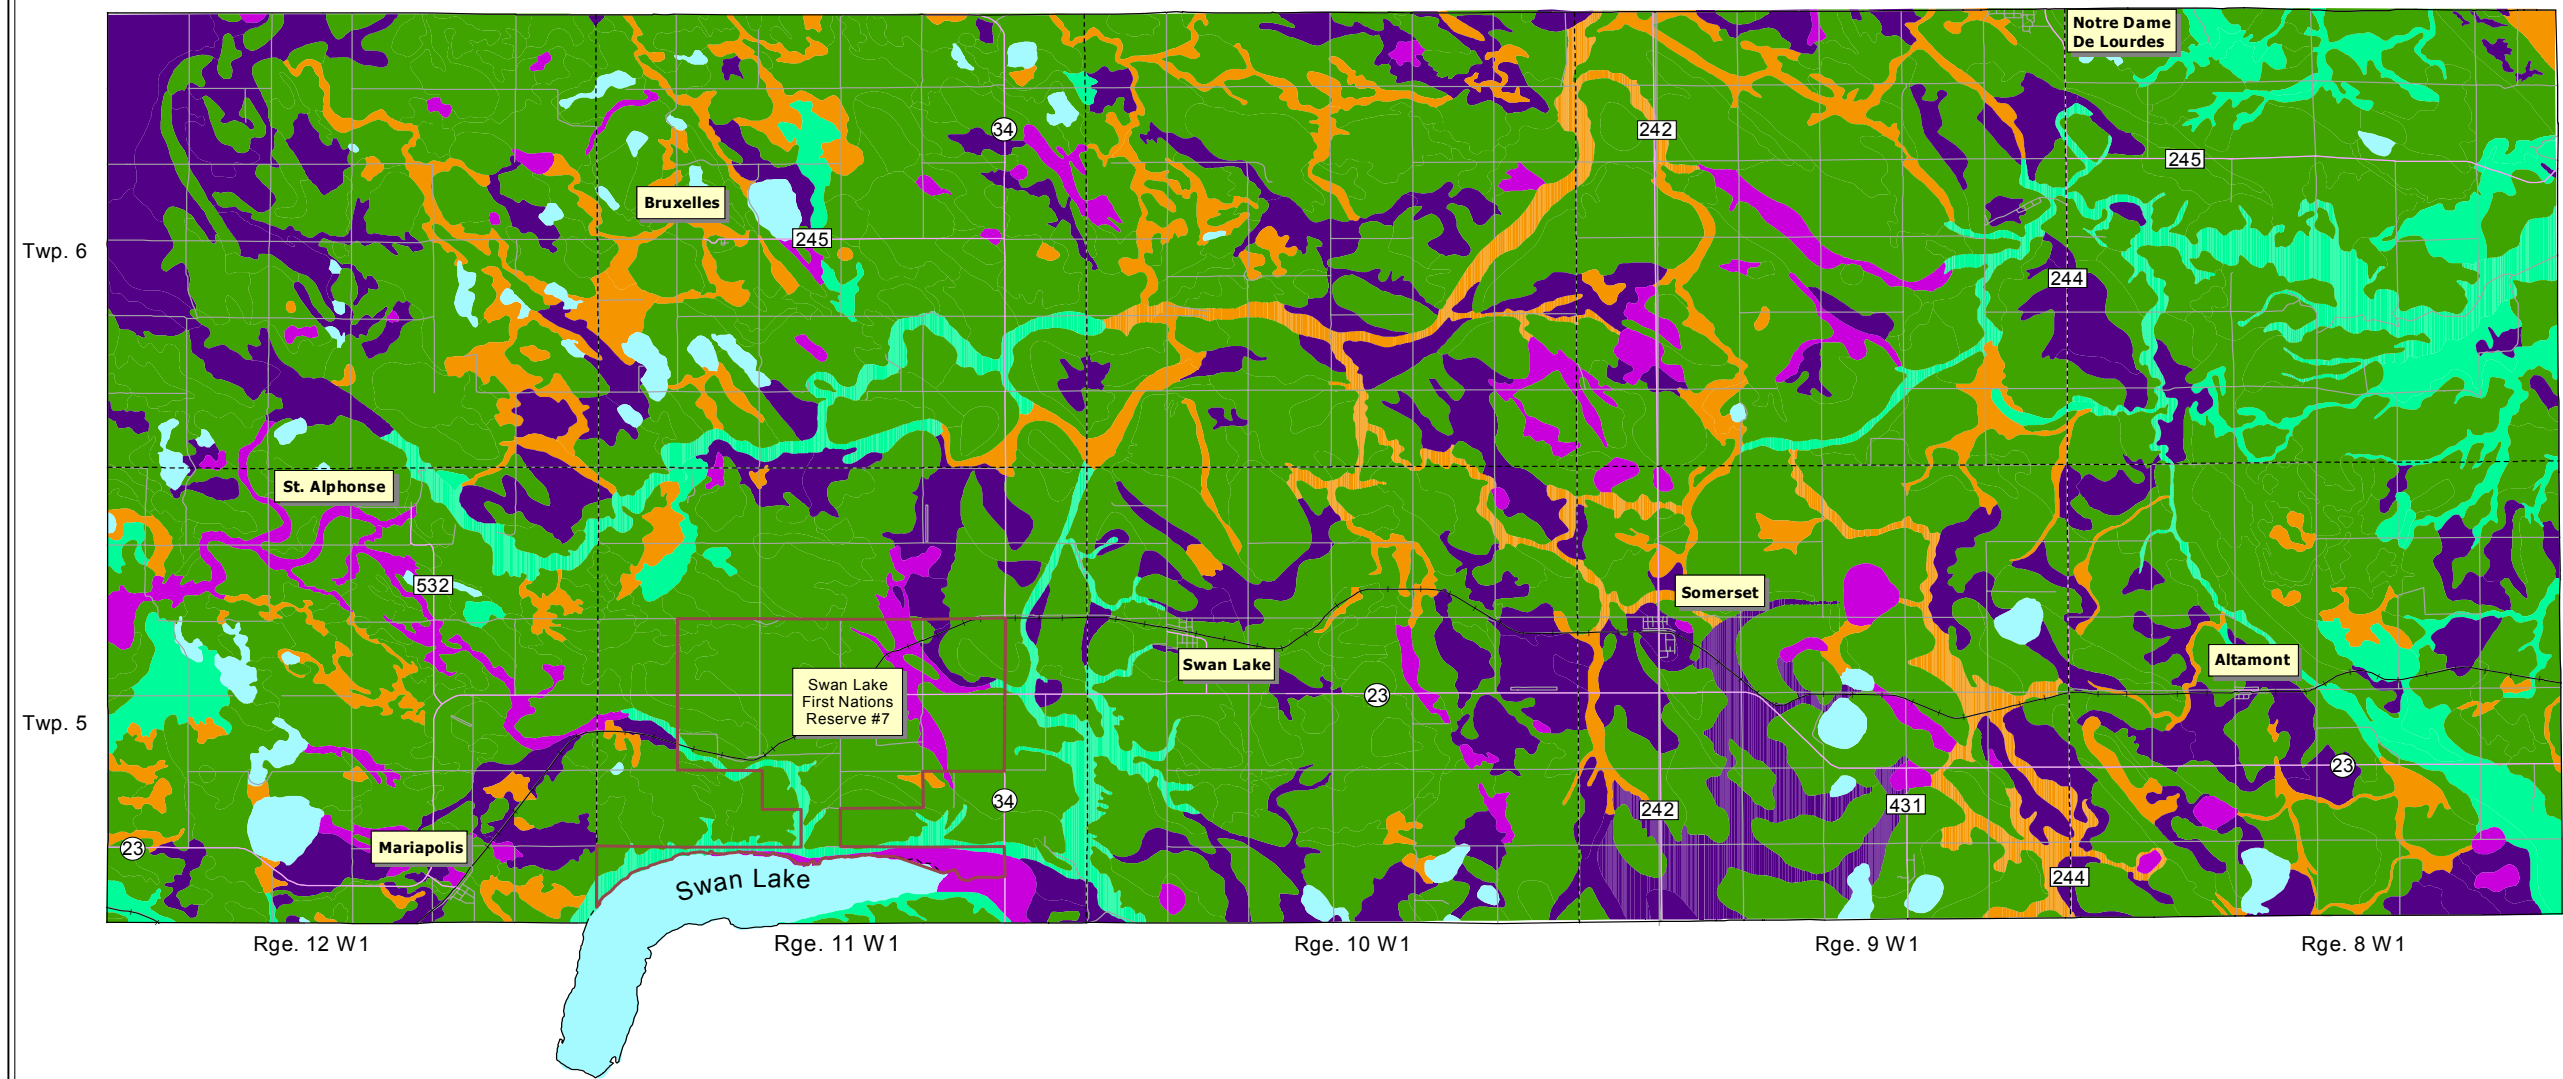 Notre Dame
De Lourdes
34
242
245
Bruxelles
245
Twp. 6
244
St. Alphonse
532
Somerset
Swan Lake
Altamont
Swan Lake
First Nations
Reserve #7
23
Twp. 5
23
34
242
431
23
Mariapolis
244
Swan Lake
Rge. 12 W1
Rge. 11 W1
Rge. 10 W1
Rge. 9 W1
Rge. 8 W1